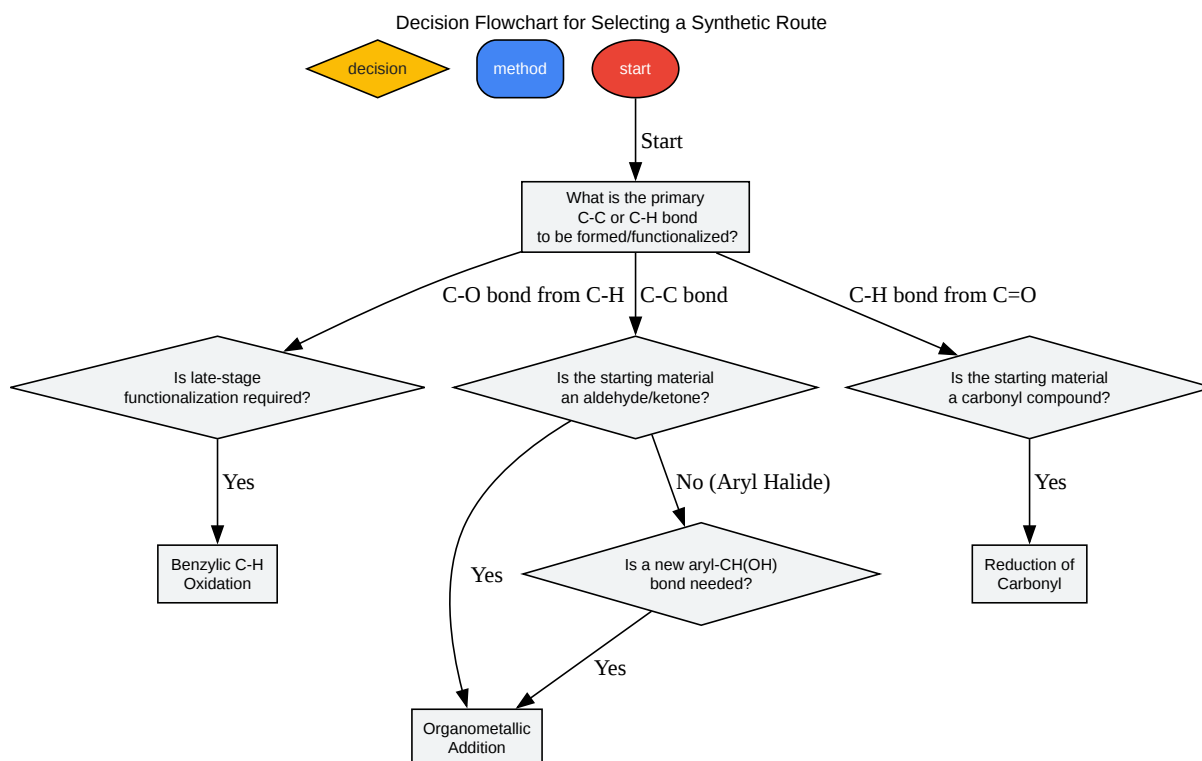 Decision Flowchart for Selecting a Synthetic Route
decision
method
start
Start
What is the primary
C-C or C-H bond
to be formed/functionalized?
C-O bond from C-H
C-C bond
C-H bond from C=O
Is late-stage
functionalization required?
Is the starting material
an aldehyde/ketone?
Is the starting material
a carbonyl compound?
Yes
No (Aryl Halide)
Yes
Benzylic C-H
Oxidation
Yes
Is a new aryl-CH(OH)
bond needed?
Reduction of
Carbonyl
Yes
Organometallic
Addition